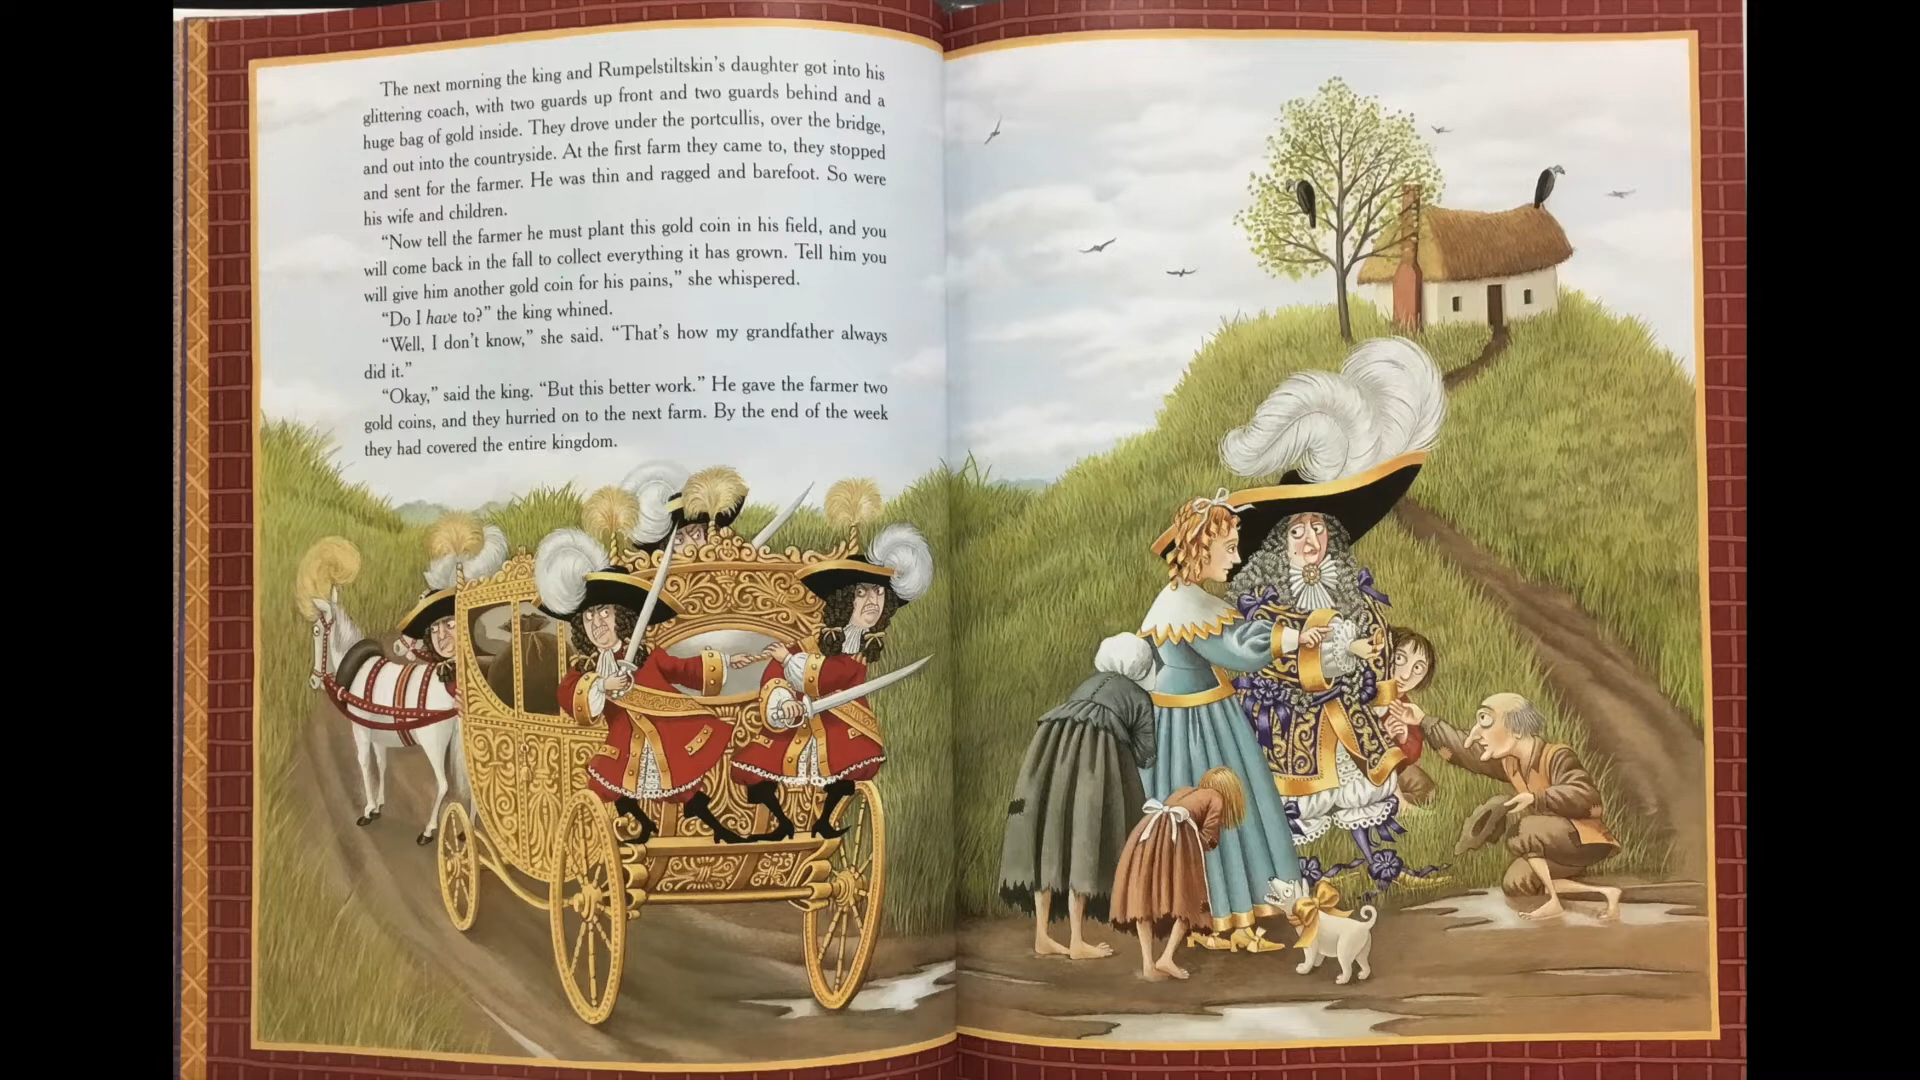 The next morning the king and Rumpelstiltskin's daughter got into his
glittering coach, with two guards up front and two guards behind and a
huge bag of gold inside. They drove under the portcullis, over the bridge,
and out into the countryside. At the first farm they came to, they stopped
and sent for the farmer. He was thin and ragged and barefoot. So were
his wife and children.
“Now tell the farmer he must plant this gold coin in his field, and you
will come back in the fall to collect everything it has grown. Tell him you
will give him another gold coin for his pains,” she whispered.
“Do I have to?” the king whined.
“Well, I don't know,” she said. “That's how my grandfather always
did it.”
“Okay,” said the king. “But this better work.” He gave the farmer two
gold coins, and they hurried on to the next farm. By the end of the week
they had covered the entire kingdom.